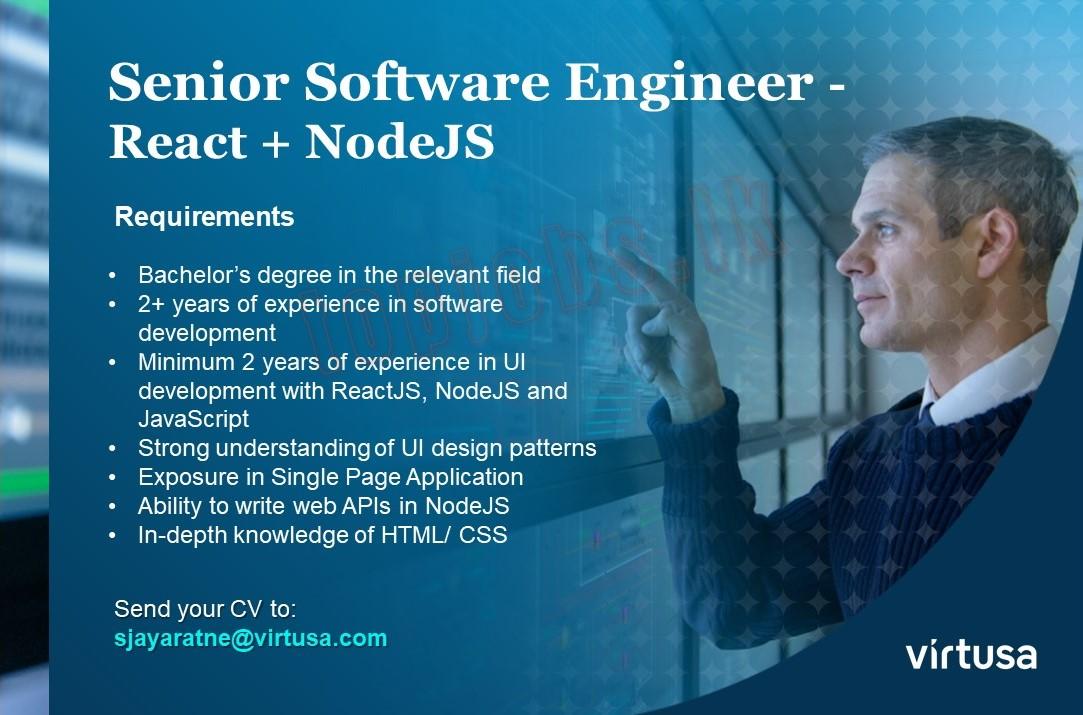 Senior Software Engineer -
React + NodeJS
Requirements
• Bachelor's degree in the relevant field
• 2+ years of experience in software
development
• Minimum 2 years of experience in UI
development with ReactJS, NodeJS and
JavaScript
• Strong understanding of UI design patterns
• Exposure in Single Page Application
• Ability to write web APIs in NodeJS
• In-depth knowledge of HTML/ CSS
Send your CV to:
sjayaratne@virtusa.com
virtusa
topjobs.lk